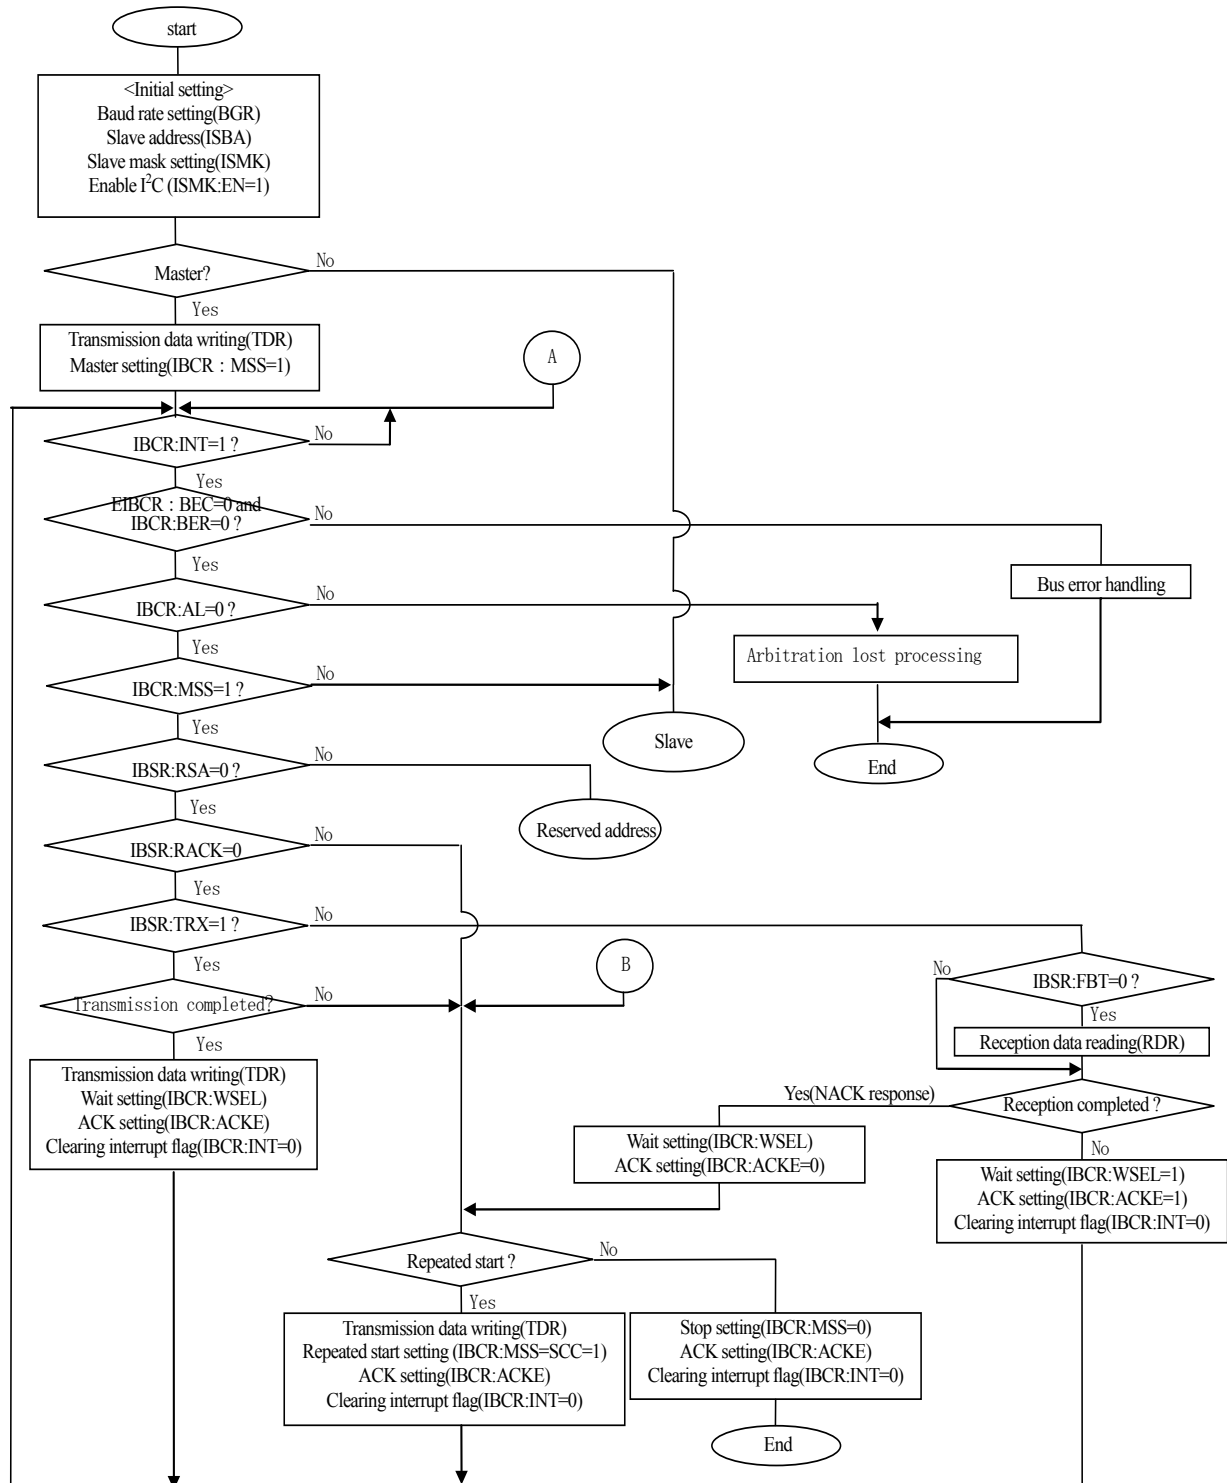 start
<Initial setting>
Baud rate setting(BGR)
Slave address(ISBA)
Slave mask setting(ISMK)
Enable I²C (ISMK:EN=1)
Master?
No
Yes
Transmission data writing(TDR)
Master setting(IBCR：MSS=1)
A
IBCR:INT=1 ?
No
Yes
EIBCR：BEC=0 and
IBCR:BER=0 ?
No
Yes
Bus error handling
IBCR:AL=0 ?
No
Yes
Arbitration lost processing
IBCR:MSS=1 ?
No
Yes
Slave
End
IBSR:RSA=0 ?
No
Yes
Reserved address
IBSR:RACK=0
No
Yes
IBSR:TRX=1 ?
No
Yes
B
No
IBSR:FBT=0 ?
Yes
Transmission completed?
No
Yes
Reception data reading(RDR)
Transmission data writing(TDR)
Wait setting(IBCR:WSEL)
ACK setting(IBCR:ACKE)
Clearing interrupt flag(IBCR:INT=0)
Yes(NACK response)
Reception completed ?
No
Wait setting(IBCR:WSEL)
ACK setting(IBCR:ACKE=0)
Wait setting(IBCR:WSEL=1)
ACK setting(IBCR:ACKE=1)
Clearing interrupt flag(IBCR:INT=0)
Repeated start ?
No
Yes
Transmission data writing(TDR)
Repeated start setting (IBCR:MSS=SCC=1)
ACK setting(IBCR:ACKE)
Clearing interrupt flag(IBCR:INT=0)
Stop setting(IBCR:MSS=0)
ACK setting(IBCR:ACKE)
Clearing interrupt flag(IBCR:INT=0)
End